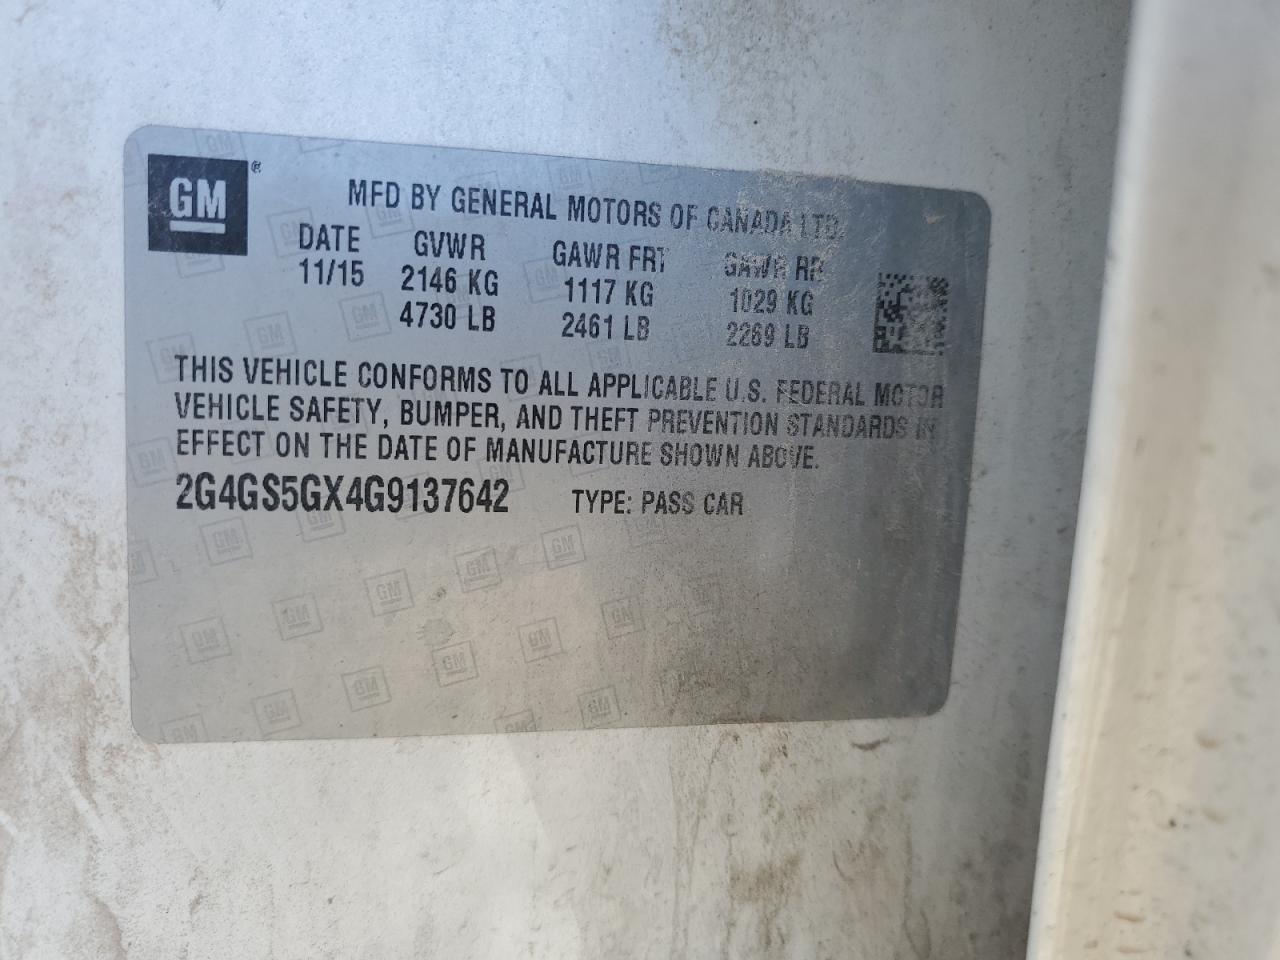 GM®
MFD BY GENERAL MOTORS OF CANADA LTD.
DATE GVWR GAWR FRT GAWR RR
11/15 2146 KG 1117 KG 1029 KG
4730 LB 2461 LB 2269 LB
THIS VEHICLE CONFORMS TO ALL APPLICABLE U.S. FEDERAL MOTOR
VEHICLE SAFETY, BUMPER, AND THEFT PREVENTION STANDARDS IN
EFFECT ON THE DATE OF MANUFACTURE SHOWN ABOVE.
2G4GS5GX4G9137642 TYPE: PASS CAR